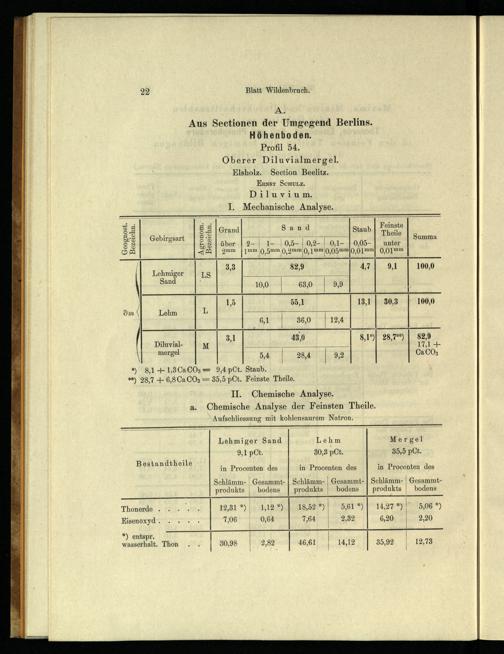 22 Blatt Wildenbruch.
A.
Aus Sectionen der Umgegend Berlins.
Höhenboden.
Profil 54.
Oberer Diluvialmergel.
Elsholz. Section Beelitz.
Ernst Schulz.
Diluvium.
I. Mechanische Analyse.
Geognost. Bezeichn. Gebirgsart Agronom. Bezeichn. Grand über 2mm Sand 2–1mm 1–0,5mm 0,5–0,2mm 0,2–0,1mm 0,1–0,05mm Staub 0,05–0,01mm Feinste Theile unter 0,01mm Summa
Lehmiger Sand LS 3,3 82,9 4,7 9,1 100,0
10,0 63,0 9,9
∂m Lehm L 1,5 55,1 13,1 30,3 100,0
6,1 36,0 12,4
Diluvial-mergel M 3,1 43,0 8,1*) 28,7**) 82,9
17,1 +
CaCO3
5,4 28,4 9,2
*) 8,1 + 1,3 CaCO3 = 9,4 pCt. Staub.
**) 28,7 + 6,8 CaCO3 = 35,5 pCt. Feinste Theile.
II. Chemische Analyse.
a. Chemische Analyse der Feinsten Theile.
Aufschliessung mit kohlensaurem Natron.
Bestandtheile
Lehmiger Sand Lehm Mergel
9,1 pCt. 30,3 pCt. 35,5 pCt.
in Procenten des in Procenten des in Procenten des
Schlämm- Gesammt- Schlämm- Gesammt- Schlämm- Gesammt-
produkts bodens produkts bodens produkts bodens
Thonerde . . . . . 12,31 *) 1,12 *) 18,52 *) 5,61 *) 14,27 *) 5,06 *)
Eisenoxyd . . . . . 7,06 0,64 7,64 2,32 6,20 2,20
*) entspr.
wasserhalt. Thon . . 30,98 2,82 46,61 14,12 35,92 12,73